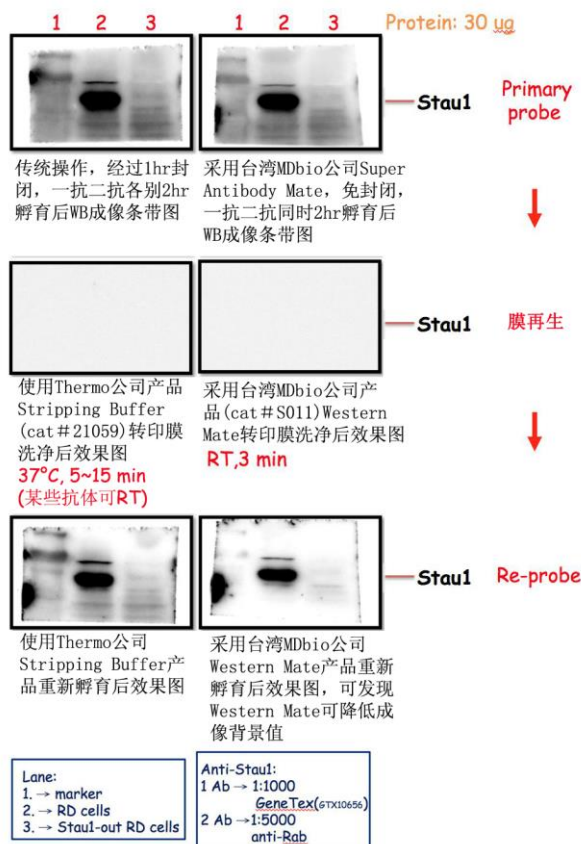 1 2 3 1 2 3 Protein: 30 ug
Stau1
Primary
probe
传统操作，经过1hr封
闭，一抗二抗各别2hr
孵育后WB成像条带图
采用台湾MDbio公司Super
Antibody Mate，免封闭，
一抗二抗同时2hr孵育后
WB成像条带图
Stau1
膜再生
使用Thermo公司产品
Stripping Buffer
(cat＃21059)转印膜
洗净后效果图
37°C, 5~15 min
(某些抗体可RT)
采用台湾MDbio公司产
品(cat＃S011)Western
Mate转印膜洗净后效果图
RT,3 min
Stau1
Re-probe
使用Thermo公司
Stripping Buffer产
品重新孵育后效果图
采用台湾MDbio公司
Western Mate产品重新
孵育后效果图，可发现
Western Mate可降低成
像背景值
Lane:
1. → marker
2. → RD cells
3. → Stau1-out RD cells
Anti-Stau1:
1 Ab → 1:1000
GeneTex(GTX10656)
2 Ab → 1:5000
anti-Rab